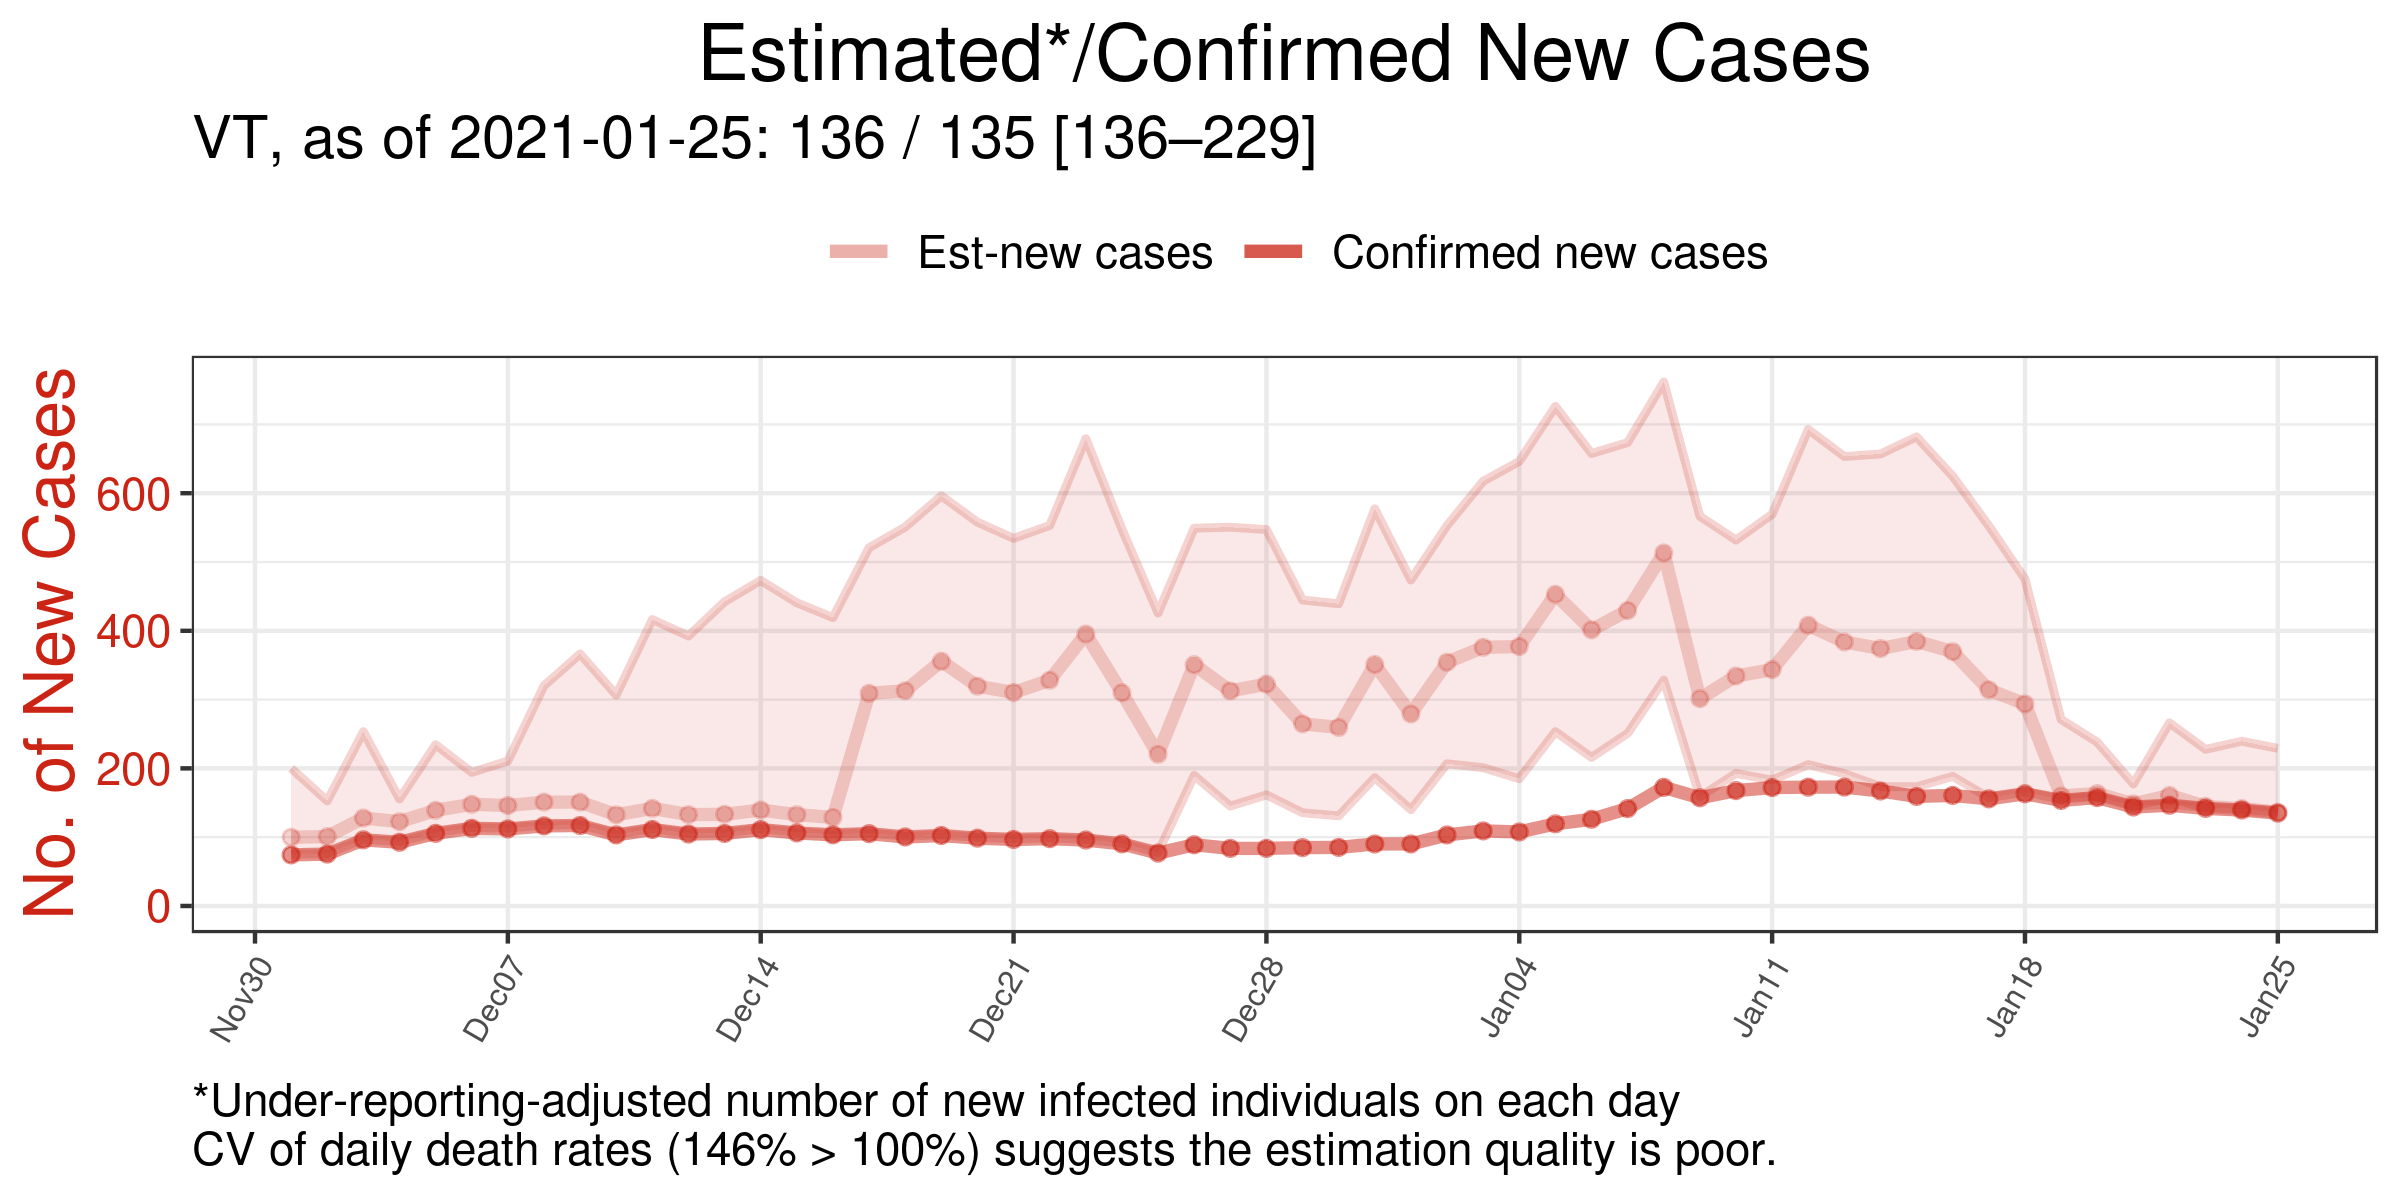 Estimated*/Confirmed New Cases
VT, as of 2021-01-25: 136 / 135 [136–229]
Est-new cases
Confirmed new cases
No. of New Cases
600
400
200
0
Nov30
Dec07
Dec14
Dec21
Dec28
Jan04
Jan11
Jan18
Jan25
*Under-reporting-adjusted number of new infected individuals on each day
CV of daily death rates (146% > 100%) suggests the estimation quality is poor.